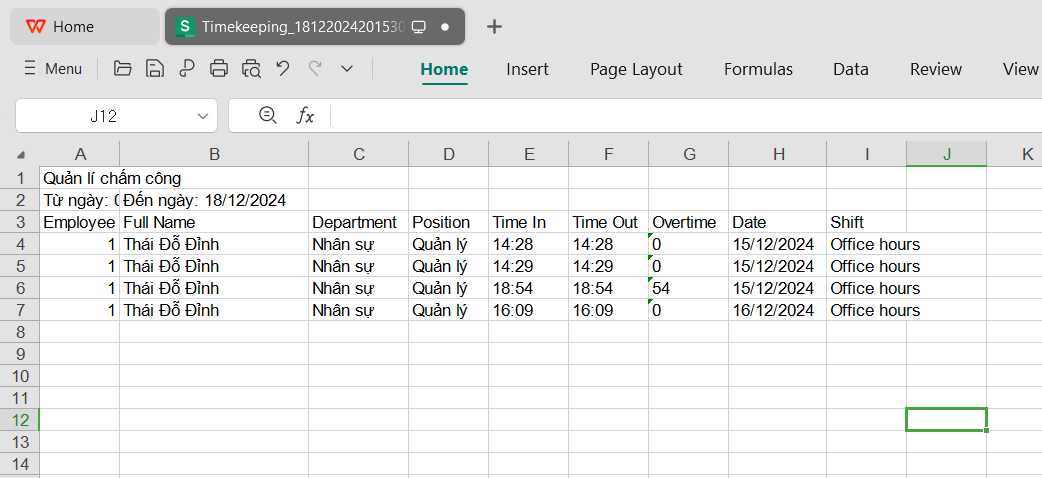 Home
Timekeeping_18122024201530
Menu
Home Insert Page Layout Formulas Data Review View
J12
fx
A B C D E F G H I J K
1 Quản lí chấm công
2 Từ ngày: Đến ngày: 18/12/2024
3 Employee Full Name Department Position Time In Time Out Overtime Date Shift
4 1 Thái Đỗ Đỉnh Nhân sự Quản lý 14:28 14:28 0 15/12/2024 Office hours
5 1 Thái Đỗ Đỉnh Nhân sự Quản lý 14:29 14:29 0 15/12/2024 Office hours
6 1 Thái Đỗ Đỉnh Nhân sự Quản lý 18:54 18:54 54 15/12/2024 Office hours
7 1 Thái Đỗ Đỉnh Nhân sự Quản lý 16:09 16:09 0 16/12/2024 Office hours
8
9
10
11
12
13
14